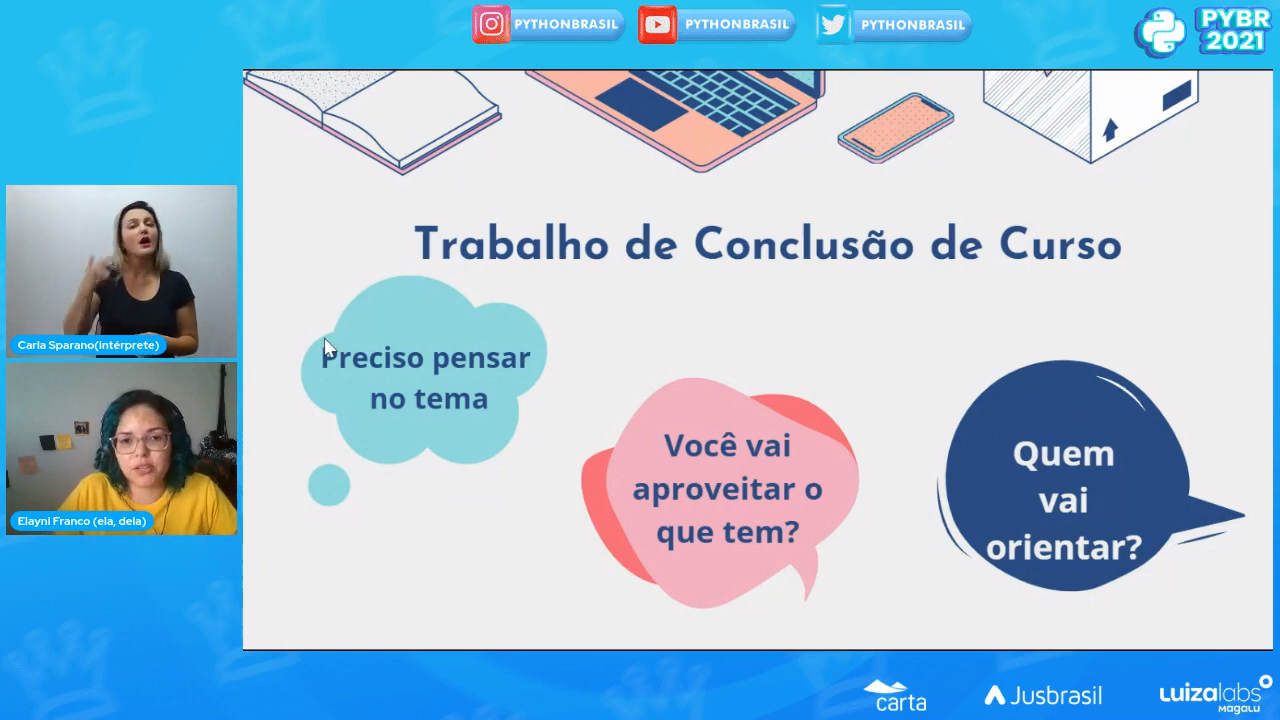 PYTHONBRASIL
PYTHONBRASIL
PYTHONBRASIL
PYBR
2021
Trabalho de Conclusão de Curso
Preciso pensar
no tema
Você vai
aproveitar o
que tem?
Quem
vai
orientar?
Carla Sparano(intérprete)
Elayni Franco (ela, dela)
carta
Jusbrasil
LUIZALABS
MAGALU